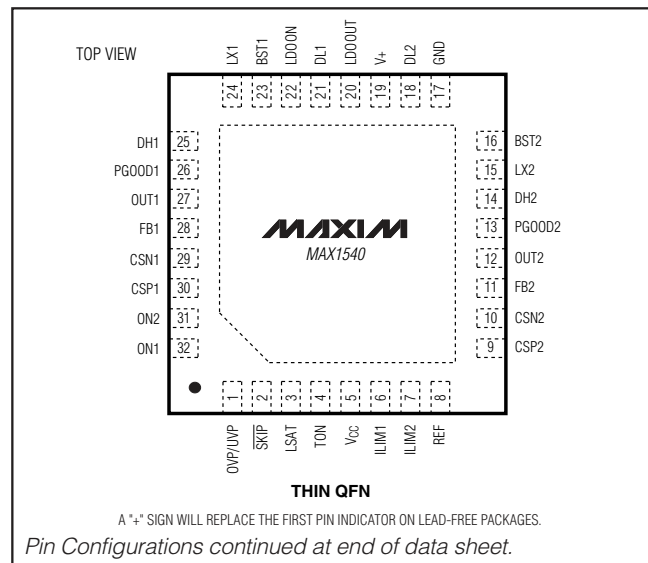 TOP VIEW
LX1
BST1
LDOON
DL1
LDOOUT
V+
DL2
GND
24
23
22
21
20
19
18
17
DH1 25
PGOOD1 26
OUT1 27
FB1 28
CSN1 29
CSP1 30
ON2 31
ON1 32
MAXIM
MAX1540
16 BST2
15 LX2
14 DH2
13 PGOOD2
12 OUT2
11 FB2
10 CSN2
9 CSP2
1
2
3
4
5
6
7
8
OVP/UVP
SKIP
LSAT
TON
VCC
ILIM1
ILIM2
REF
THIN QFN
A "+" SIGN WILL REPLACE THE FIRST PIN INDICATOR ON LEAD-FREE PACKAGES.
Pin Configurations continued at end of data sheet.